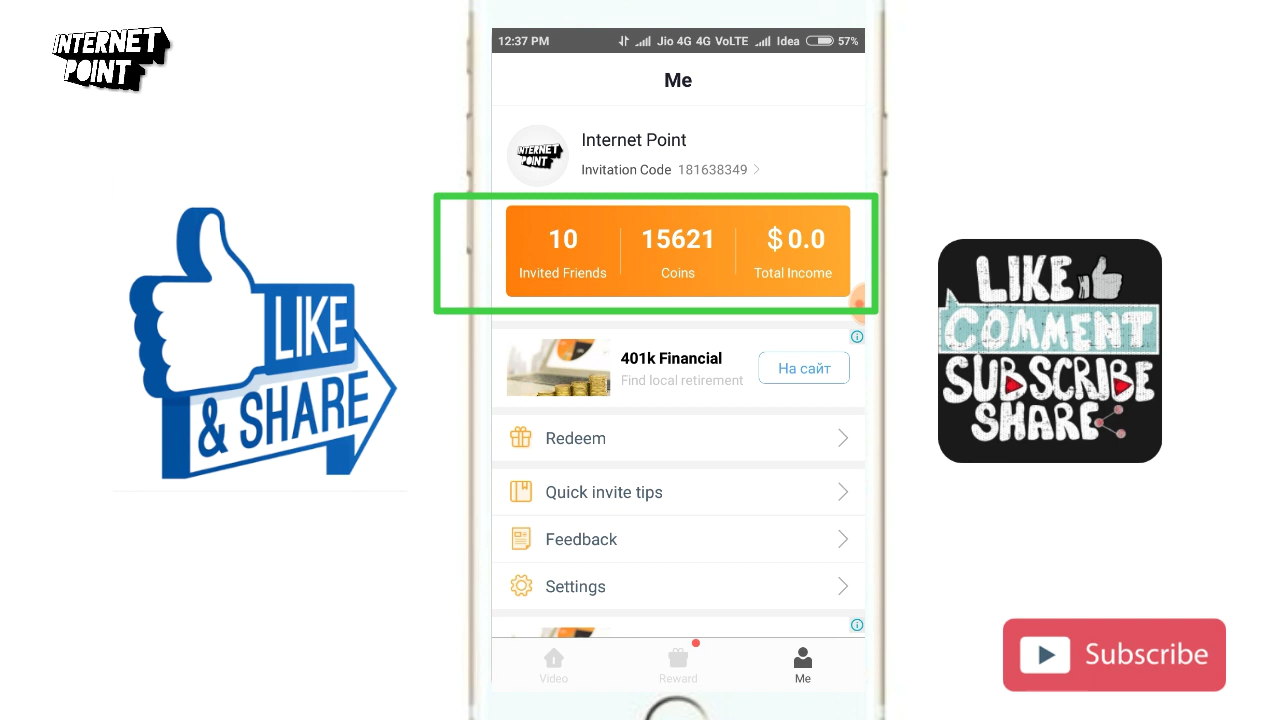 INTERNET
POINT
12:37 PM
Jio 4G 4G VoLTE
Idea
57%
Me
INTERNET
POINT
Internet Point
Invitation Code 181638349
10
15621
$ 0.0
Invited Friends
Coins
Total Income
401k Financial
Find local retirement
На сайт
Redeem
Quick invite tips
Feedback
Settings
Video
Reward
Me
LIKE
& SHARE
LIKE
COMMENT
SUBSCRIBE
SHARE
Subscribe